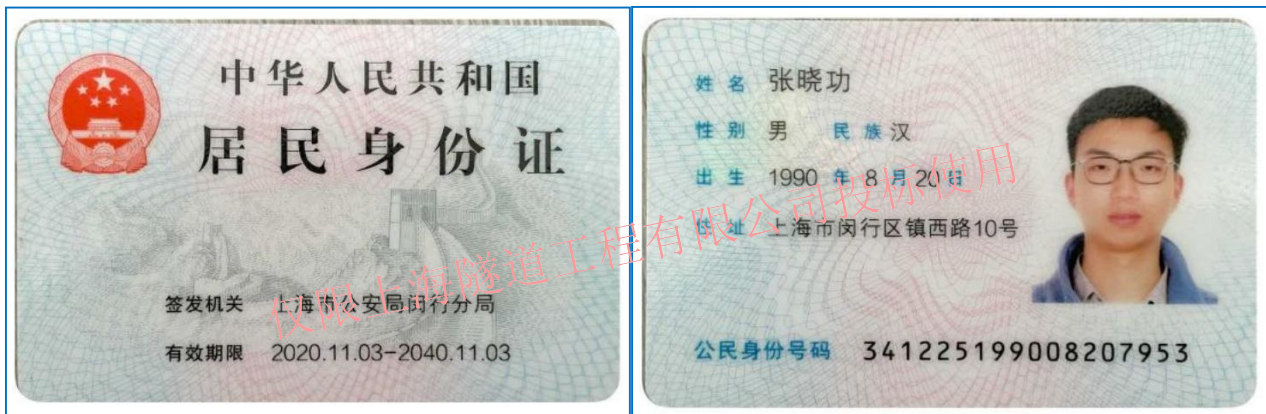 中华人民共和国
居民身份证
签发机关 上海市公安局闵行分局
有效期限 2020.11.03-2040.11.03
姓名 张晓功
性别 男 民族 汉
出生 1990 年 8 月 20 日
住址 上海市闵行区镇西路10号
公民身份号码 341225199008207953
仅限上海隧道工程有限公司投标使用